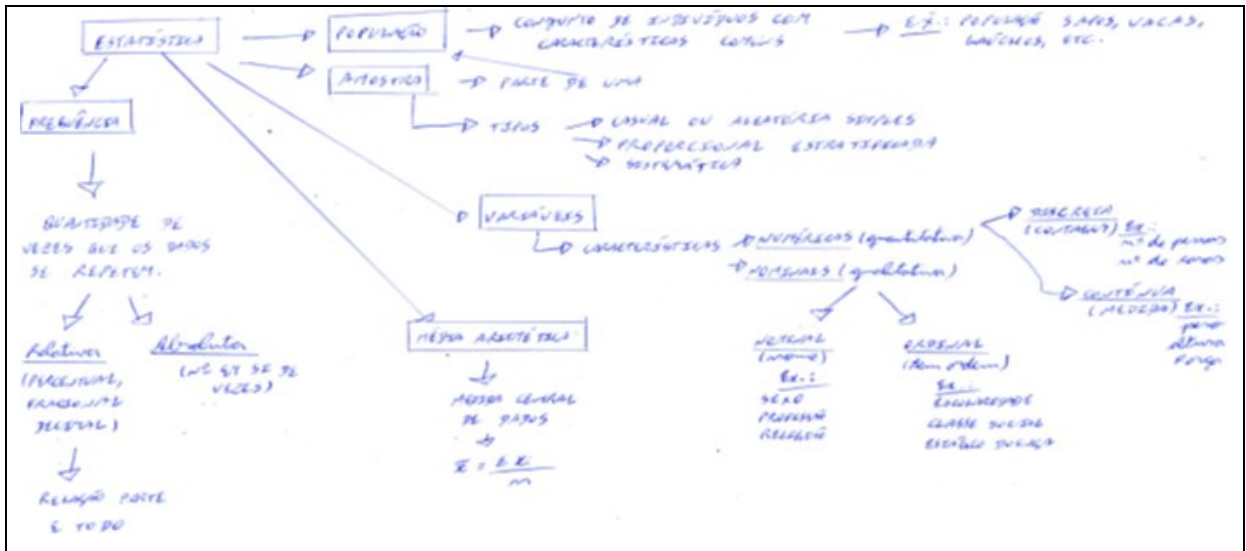 ESTATÍSTICA
POPULAÇÃO
CONJUNTO DE INDIVÍDUOS COM
CARACTERÍSTICAS COMUNS
EX.: POPULAÇÃO SAPOS, VACAS,
GAÚCHOS, ETC.
AMOSTRA
PARTE DE UMA
TIPOS
CASUAL OU ALEATÓRIA SIMPLES
PROPORCIONAL ESTRATIFICADA
SISTEMÁTICA
FREQUÊNCIA
QUANTIDADE DE
VEZES QUE OS DADOS
SE REPETEM.
Relativa
(PERCENTUAL,
DECIMAL)
RELAÇÃO PARTE
E TODO
Absoluta
(Nº DE
VEZES)
VARIÁVEIS
CARACTERÍSTICAS
NUMÉRICAS (quantitativa)
NOMINAIS (qualitativa)
DISCRETA
(CONTAGEM) Ex.:
nº de pessoas
nº de
CONTÍNUA
(MEDIDA) Ex.:
peso
altura
Força
NOMINAL
(nome)
Ex.:
SEXO
PROFISSÃO
RELIGIÃO
ORDINAL
(tem ordem)
Ex.:
ESCOLARIDADE
CLASSE SOCIAL
MÉDIA ARITMÉTICA
MEDIDA CENTRAL
DE DADOS
x̄ = Σ xi
n